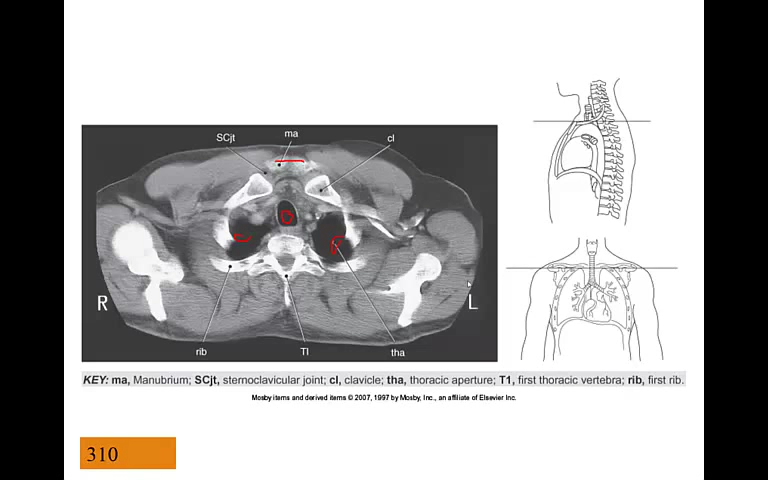 SCjt
ma
cl
R
L
rib
TI
tha
KEY: ma, Manubrium; SCjt, sternoclavicular joint; cl, clavicle; tha, thoracic aperture; T1, first thoracic vertebra; rib, first rib.
Mosby items and derived items © 2007, 1997 by Mosby, Inc., an affiliate of Elsevier Inc.
310